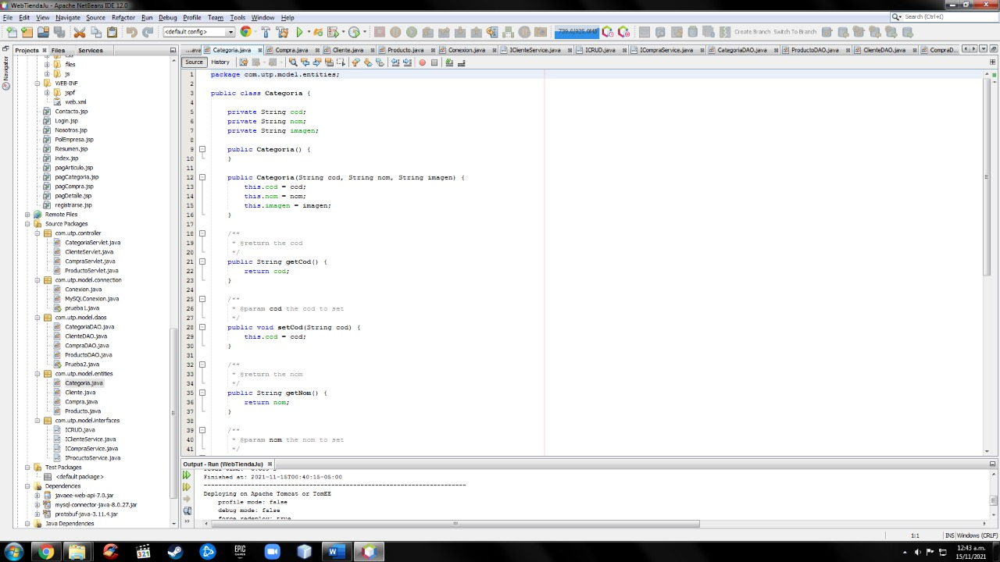 WebTiendaJu - Apache NetBeans IDE 12.0
File Edit View Navigate Source Refactor Run Debug Profile Team Tools Window Help
Search (Ctrl+I)
<default config>
739.0/925.0MB
Create Branch Switch To Branch
Projects Files Services
...ava Categoria.java Compra.java Cliente.java Producto.java Conexion.java IClienteService.java ICRUD.java ICompraService.java CategoriaDAO.java ProductoDAO.java ClienteDAO.java CompraD...
Navigator
Source History
css
files
js
WEB-INF
jspf
web.xml
Contacto.jsp
Login.jsp
Nosotros.jsp
PolEmpresa.jsp
Resumen.jsp
index.jsp
pagArticulo.jsp
pagCategoria.jsp
pagCompra.jsp
pagDetalle.jsp
registrarse.jsp
Remote Files
Source Packages
com.utp.controller
CategoriaServlet.java
ClienteServlet.java
CompraServlet.java
ProductoServlet.java
com.utp.model.connection
Conexion.java
MySQLConexion.java
prueba1.java
com.utp.model.daos
CategoriaDAO.java
ClienteDAO.java
CompraDAO.java
ProductoDAO.java
Prueba2.java
com.utp.model.entities
Categoria.java
Cliente.java
Compra.java
Producto.java
com.utp.model.interfaces
ICRUD.java
IClienteService.java
ICompraService.java
IProcuctoService.java
Test Packages
<default package>
Dependencies
javaee-web-api-7.0.jar
mysql-connector-java-8.0.27.jar
protobuf-java-3.11.4.jar
Java Dependencies
1 package com.utp.model.entities;
2
3 public class Categoria {
4
5 private String cod;
6 private String nom;
7 private String imagen;
8
9 public Categoria() {
10 }
11
12 public Categoria(String cod, String nom, String imagen) {
13 this.cod = cod;
14 this.nom = nom;
15 this.imagen = imagen;
16 }
17
18 /**
19 * @return the cod
20 */
21 public String getCod() {
22 return cod;
23 }
24
25 /**
26 * @param cod the cod to set
27 */
28 public void setCod(String cod) {
29 this.cod = cod;
30 }
31
32 /**
33 * @return the nom
34 */
35 public String getNom() {
36 return nom;
37 }
38
39 /**
40 * @param nom the nom to set
41 */
Output - Run (WebTiendaJu)
Finished at: 2021-11-15T00:40:15-05:00
------------------------------------------------------------------------
Deploying on Apache Tomcat or TomEE
profile mode: false
debug mode: false
force redeploy: true
1:1 INS Windows (CRLF)
321
EPIC GAMES
12:43 a.m.
15/11/2021